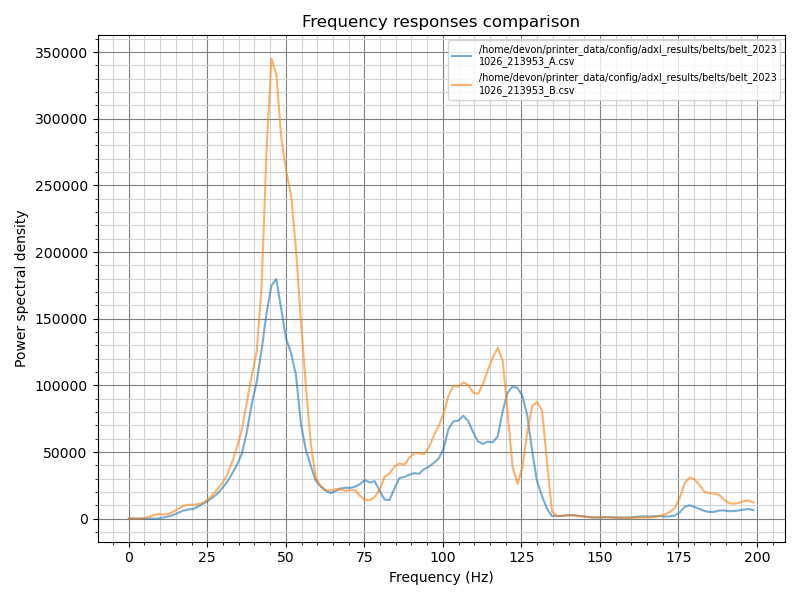 Frequency responses comparison
/home/devon/printer_data/config/adxl_results/belts/belt_2023
1026_213953_A.csv
/home/devon/printer_data/config/adxl_results/belts/belt_2023
1026_213953_B.csv
350000
300000
250000
200000
150000
100000
50000
0
Power spectral density
0 25 50 75 100 125 150 175 200
Frequency (Hz)